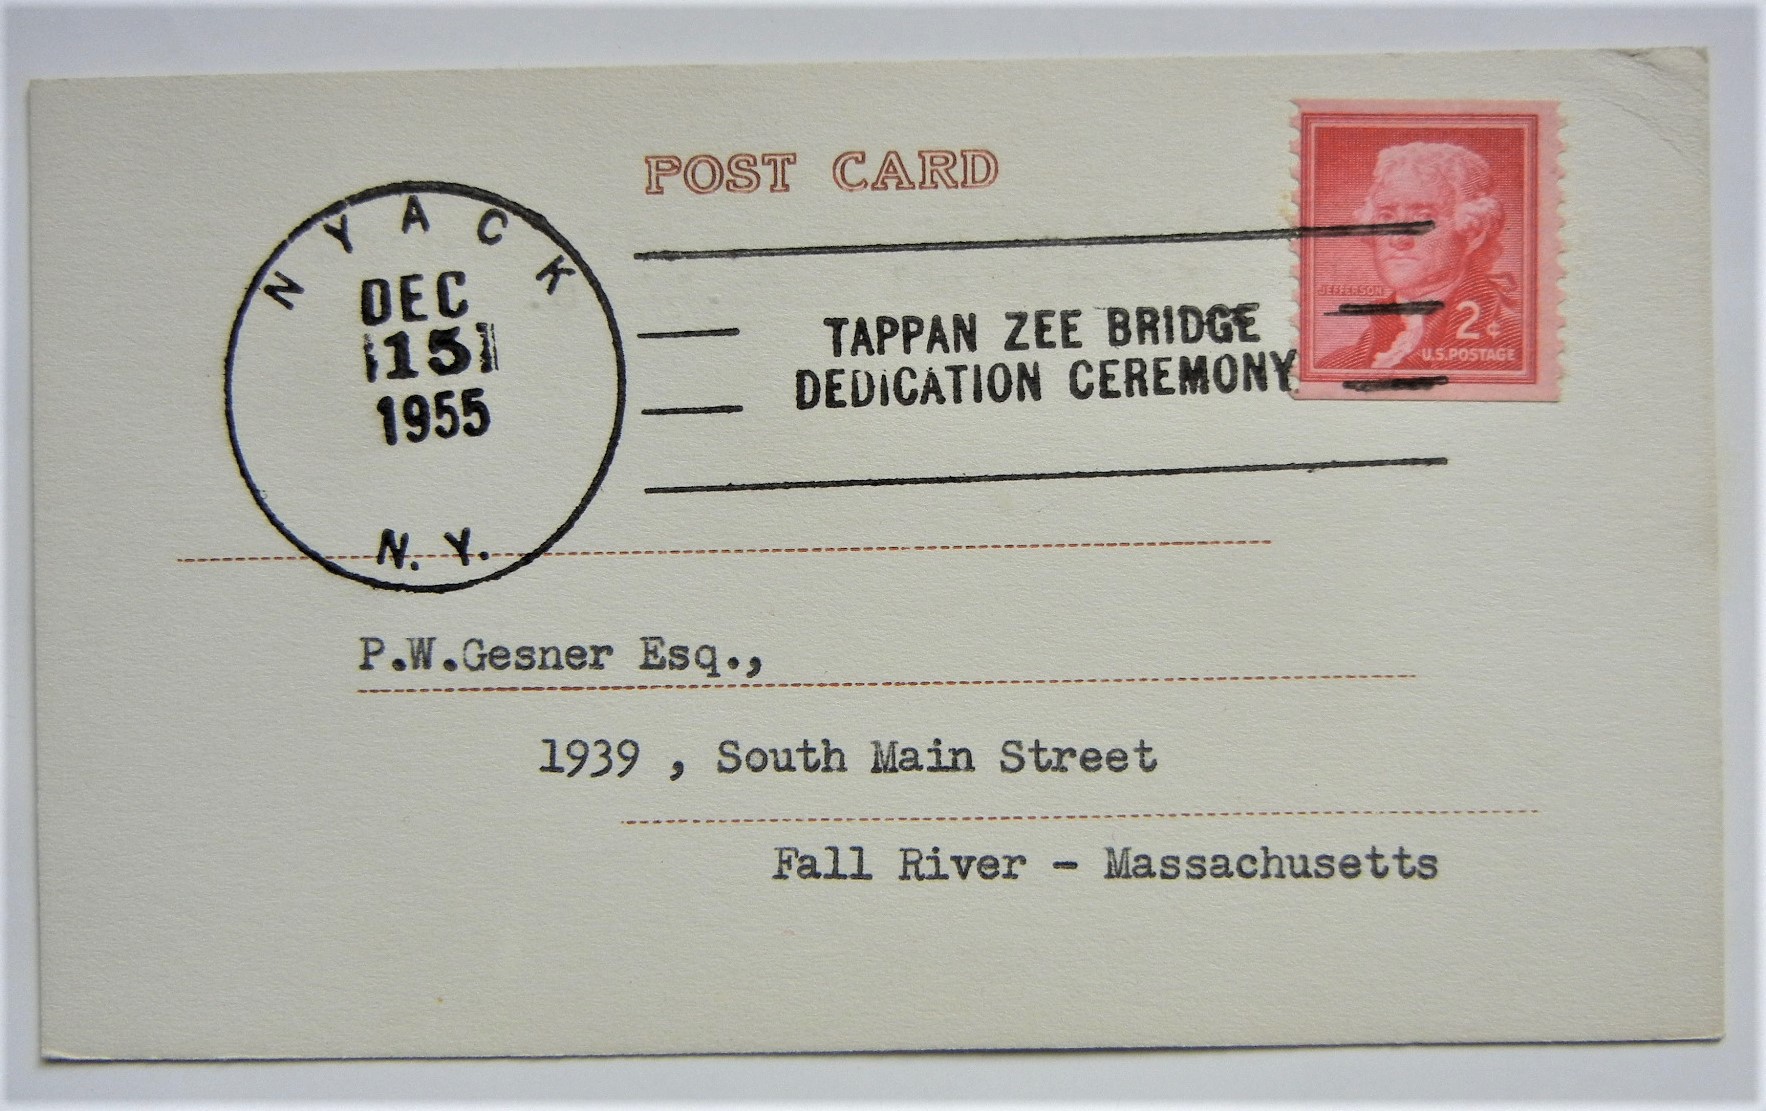 POST CARD
NYACK
DEC
15
1955
N. Y.
TAPPAN ZEE BRIDGE
DEDICATION CEREMONY
JEFFERSON
2¢
U.S.POSTAGE
P.W.Gesner Esq.,
1939 , South Main Street
Fall River - Massachusetts